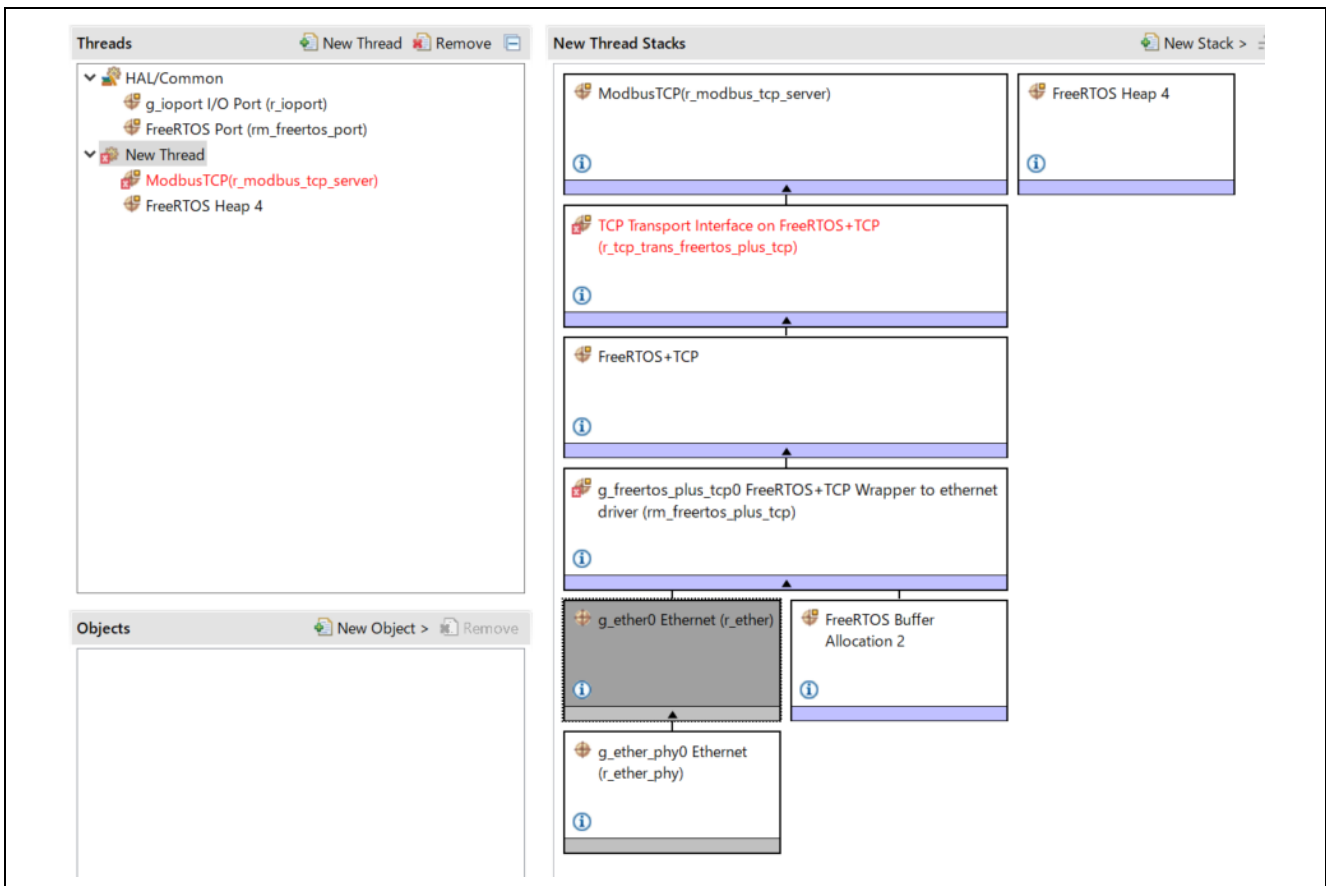 Threads
New Thread
Remove
HAL/Common
g_ioport I/O Port (r_ioport)
FreeRTOS Port (rm_freertos_port)
New Thread
ModbusTCP(r_modbus_tcp_server)
FreeRTOS Heap 4
Objects
New Object >
Remove
New Thread Stacks
New Stack >
ModbusTCP(r_modbus_tcp_server)
FreeRTOS Heap 4
TCP Transport Interface on FreeRTOS+TCP
(r_tcp_trans_freertos_plus_tcp)
FreeRTOS+TCP
g_freertos_plus_tcp0 FreeRTOS+TCP Wrapper to ethernet
driver (rm_freertos_plus_tcp)
g_ether0 Ethernet (r_ether)
FreeRTOS Buffer
Allocation 2
g_ether_phy0 Ethernet
(r_ether_phy)